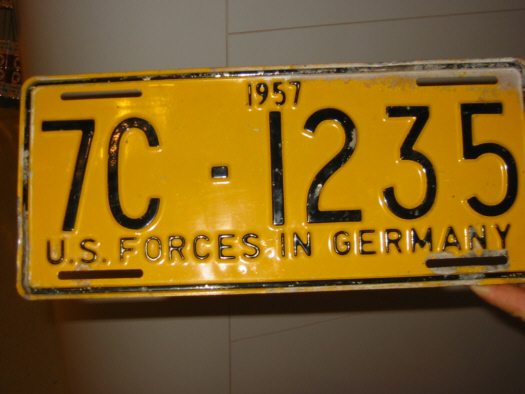 1957
7C-1235
U.S. FORCES IN GERMANY